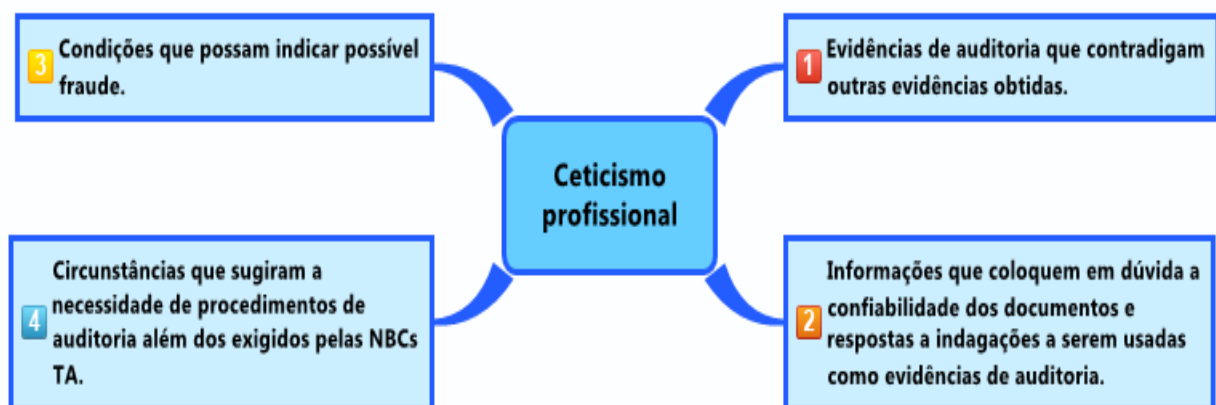 Ceticismo
profissional
1
Evidências de auditoria que contradigam
outras evidências obtidas.
2
Informações que coloquem em dúvida a
confiabilidade dos documentos e
respostas a indagações a serem usadas
como evidências de auditoria.
3
Condições que possam indicar possível
fraude.
4
Circunstâncias que sugiram a
necessidade de procedimentos de
auditoria além dos exigidos pelas NBCs
TA.